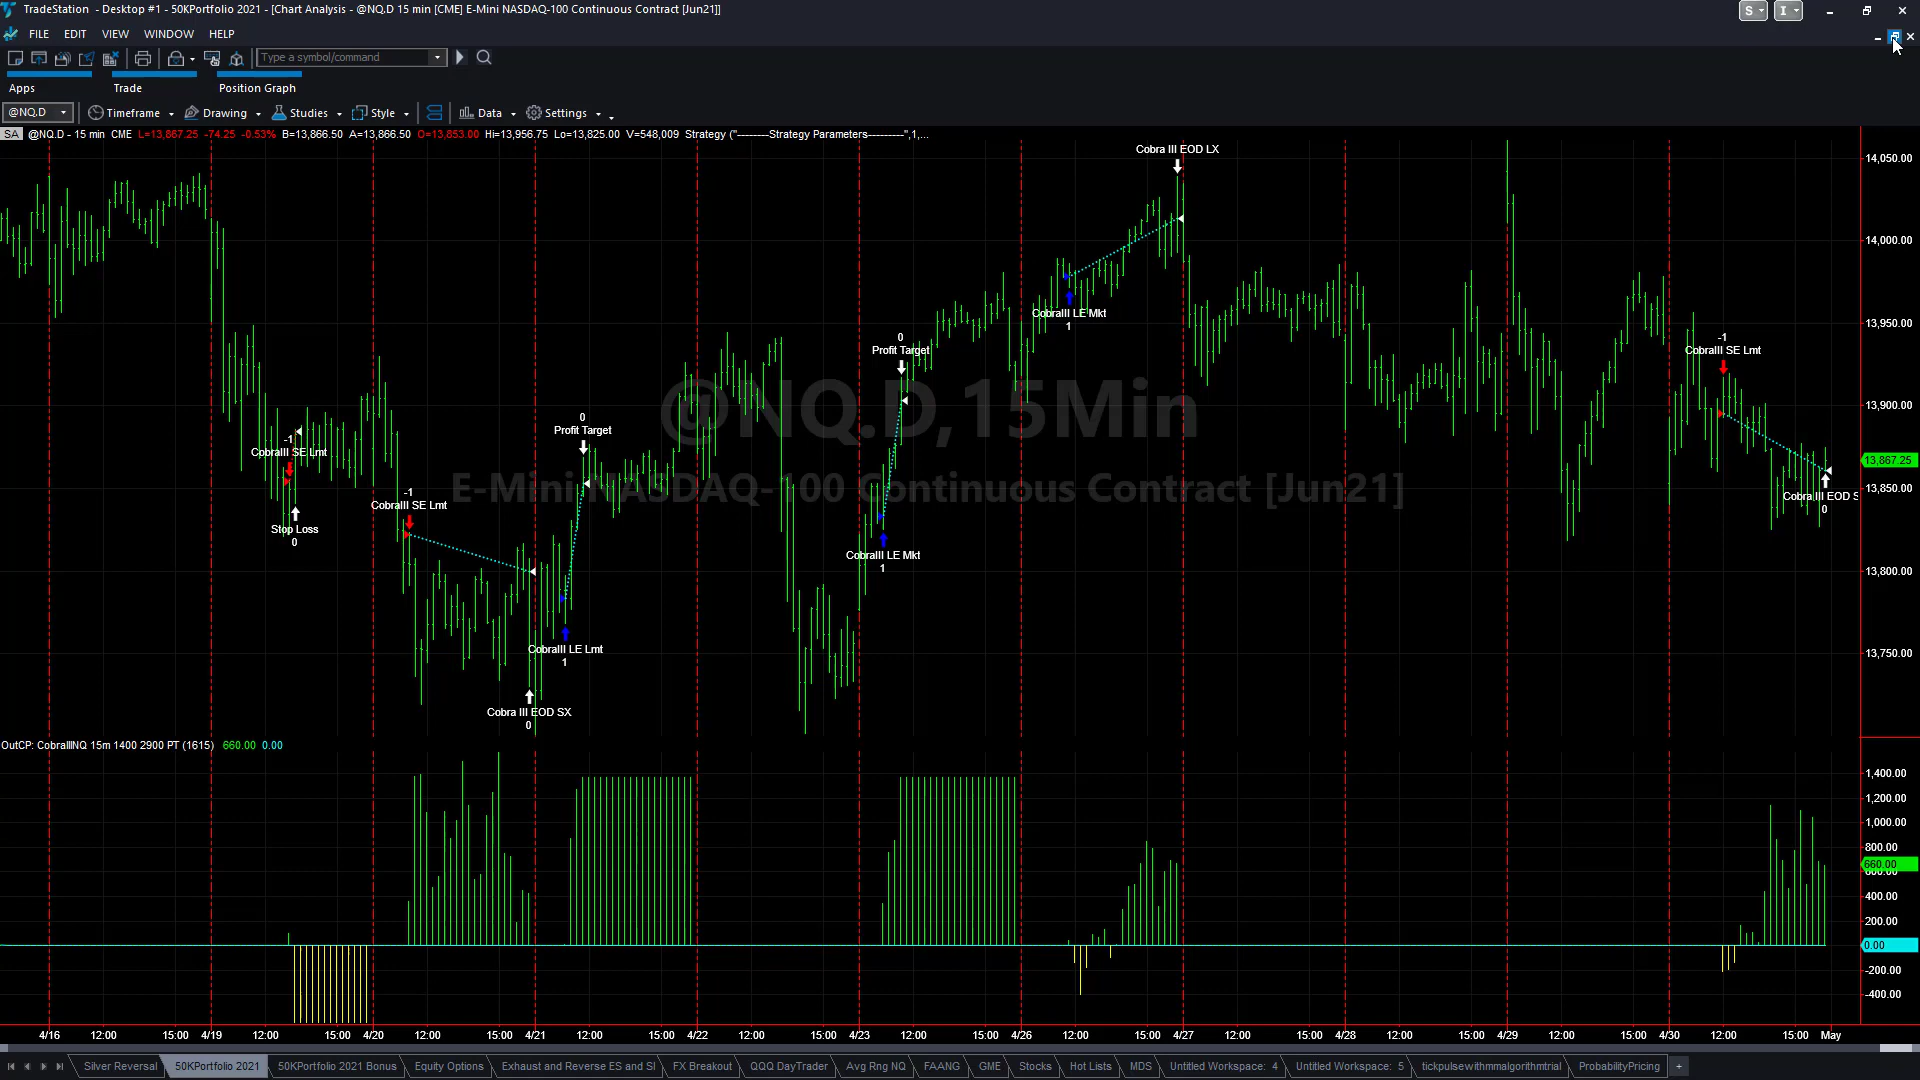 TradeStation - Desktop #1 - 50KPortfolio 2021 - [Chart Analysis - @NQ,D 15 min [CME] E-Mini NASDAQ-100 Continuous Contract [Jun21]]
S I
FILE EDIT VIEW WINDOW HELP
Type a symbol/command
Apps Trade Position Graph
@NQ.D Timeframe Drawing Studies Style Data Settings
SA @NQ.D - 15 min CME L=13,867.25 -74.25 -0.53% B=13,866.50 A=13,866.50 O=13,853.00 Hi=13,956.75 Lo=13,825.00 V=548,009 Strategy ("--------Strategy Parameters---------",1,...
Cobra III EOD LX
14,050.00
14,000.00
CobraIII LE Mkt
1
13,950.00
0
Profit Target
-1
CobraIII SE Lmt
@NQ.D,15Min
13,900.00
0
Profit Target
-1
CobraIII SE Lmt
13,867.25
E-Mini NASDAQ-100 Continuous Contract [Jun21]
13,850.00
-1
CobraIII SE Lmt
Cobra III EOD S
0
Stop Loss
0
CobraIII LE Mkt
1
13,800.00
CobraIII LE Lmt
1
13,750.00
Cobra III EOD SX
0
OutCP: CobraIIINQ 15m 1400 2900 PT (1615) 660.00 0.00
1,400.00
1,200.00
1,000.00
800.00
660.00
600.00
400.00
200.00
0.00
-200.00
-400.00
4/16 12:00 15:00 4/19 12:00 15:00 4/20 12:00 15:00 4/21 12:00 15:00 4/22 12:00 15:00 4/23 12:00 15:00 4/26 12:00 15:00 4/27 12:00 15:00 4/28 12:00 15:00 4/29 12:00 15:00 4/30 12:00 15:00 May
Silver Reversal 50KPortfolio 2021 50KPortfolio 2021 Bonus Equity Options Exhaust and Reverse ES and SI FX Breakout QQQ DayTrader Avg Rng NQ FAANG GME Stocks Hot Lists MDS Untitled Workspace: 4 Untitled Workspace: 5 tickpulsewithmmalgorithmtrial ProbabilityPricing +